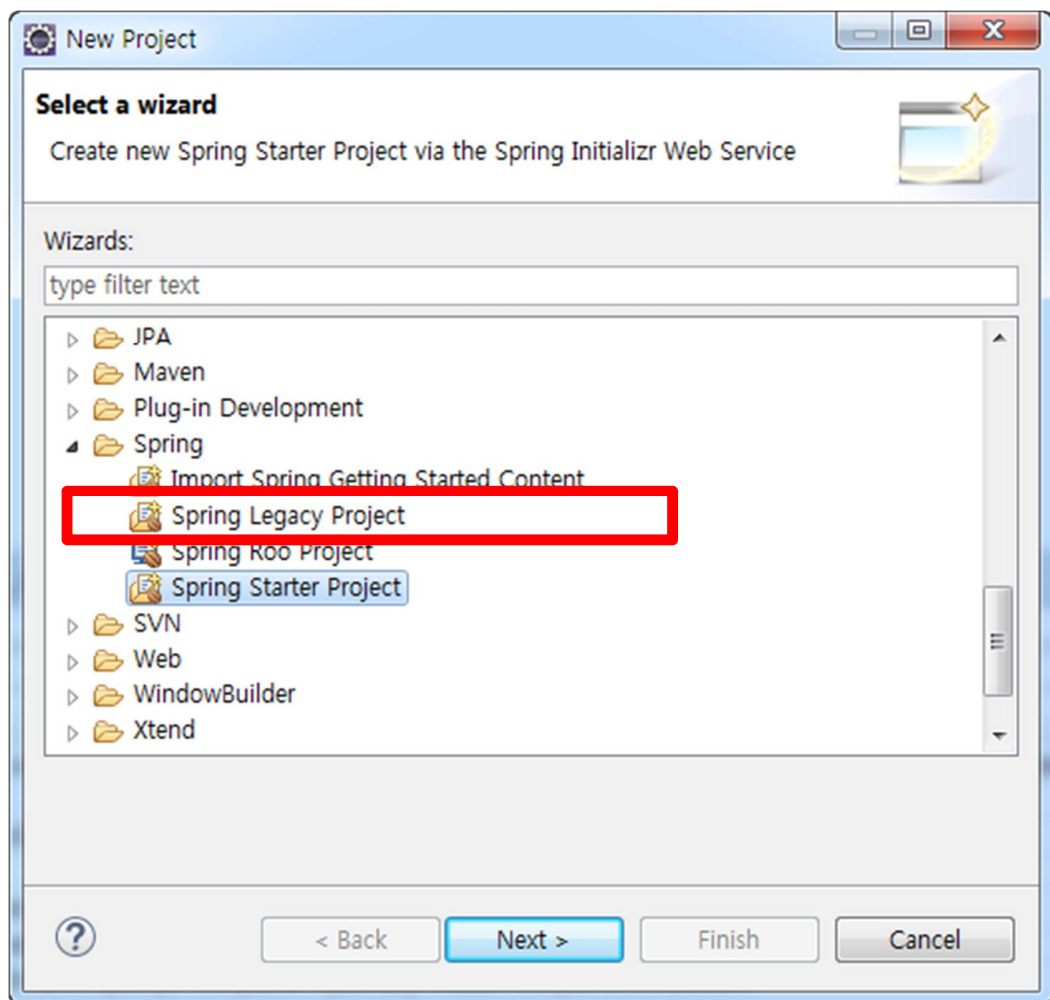 New Project
Select a wizard
Create new Spring Starter Project via the Spring Initializr Web Service
Wizards:
type filter text
JPA
Maven
Plug-in Development
Spring
Import Spring Getting Started Content
Spring Legacy Project
Spring Roo Project
Spring Starter Project
SVN
Web
WindowBuilder
Xtend
< Back Next > Finish Cancel